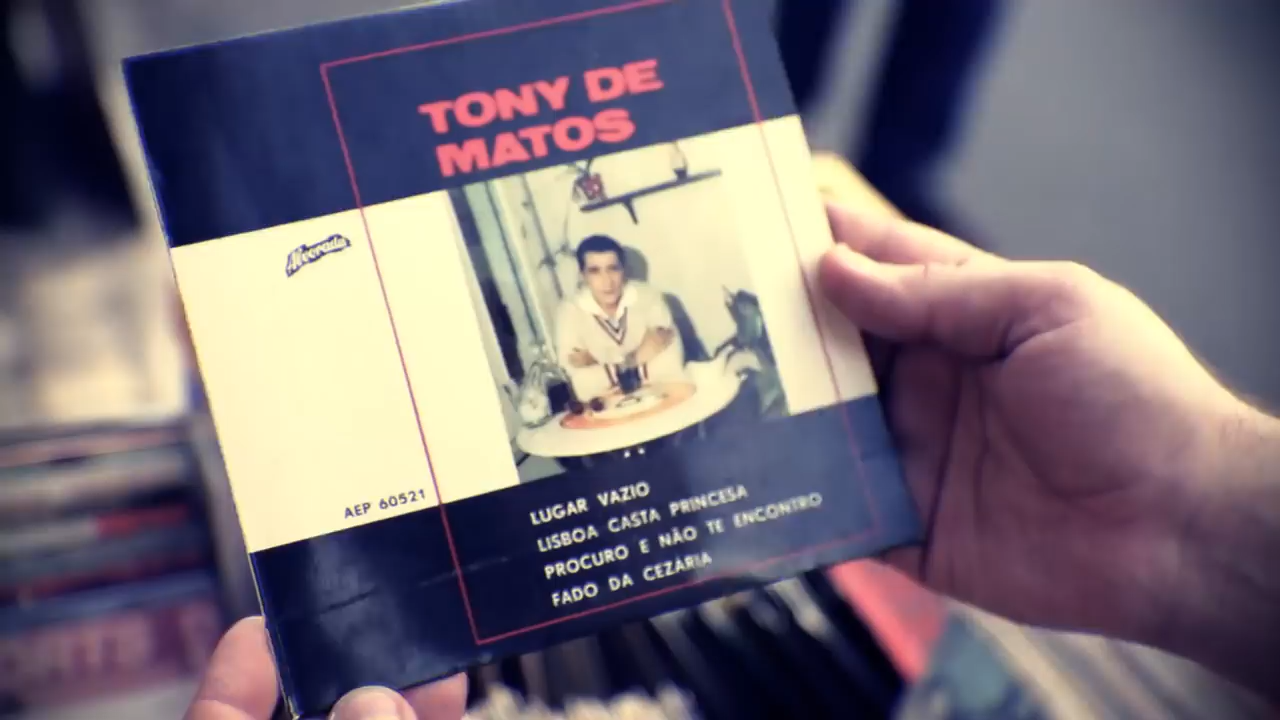 TONY DE
MATOS
Alvorada
AEP 60521
LUGAR VAZIO
LISBOA CASTA PRINCESA
PROCURO E NÃO TE ENCONTRO
FADO DA CEZÁRIA